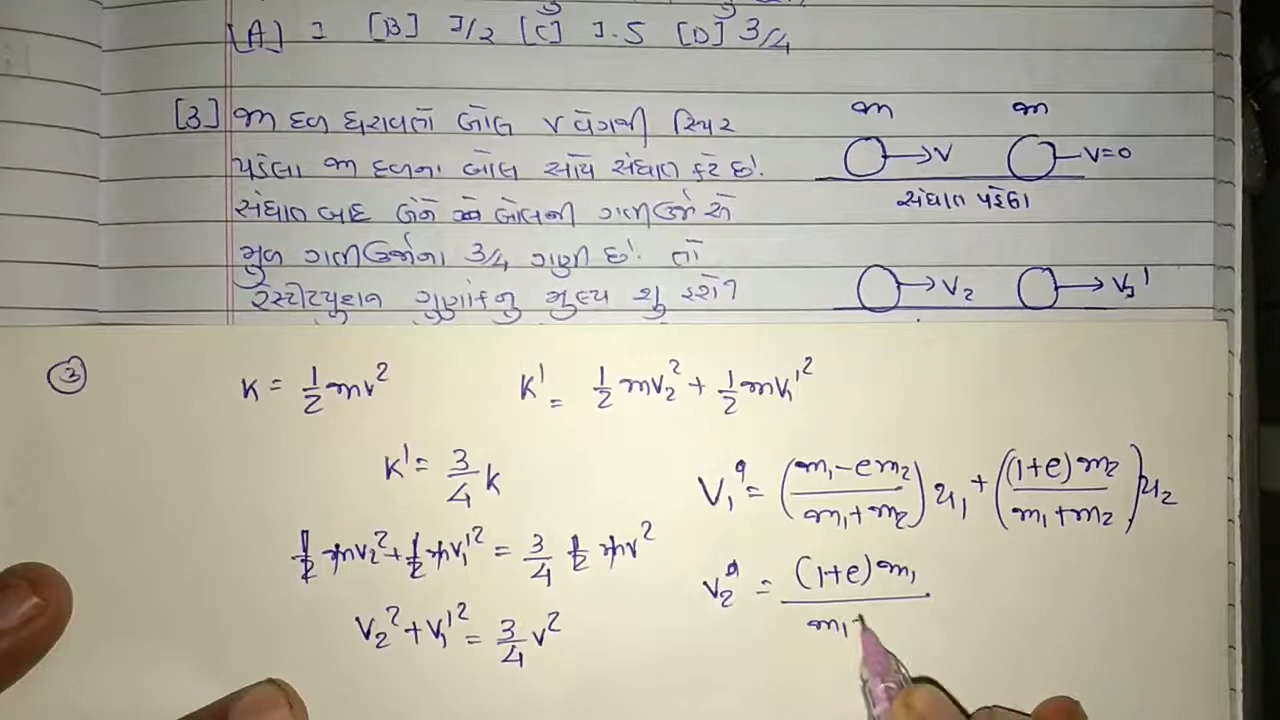 [A] 1 [B] 1/2 [C] 1.5 [D] 3/4
[3] m દળ ધરાવતો બોલ v વેગથી સ્થિર
પડેલા m દળના બોલ સાથે સંઘાત કરે છે.
સંઘાત બાદ બંને બોલની ગતીઉર્જા એ
મુળ ગતીઉર્જાના 3/4 ગણી છે. તો
રેસ્ટીટ્યુશન ગુણાંકનુ મુલ્ય શુ હશે?
m m
V V=0
સંઘાત પહેલા
V₂ V₁'
③ K = 1/2 mv² K' = 1/2 mv₂² + 1/2 mv₁'²
K' = 3/4 K
V₁ = ((m₁-em₂)/(m₁+m₂)) u₁ + ((1+e)m₂/(m₁+m₂)) u₂
1/2 mv₂² + 1/2 mv₁'² = 3/4 1/2 mv²
V₂ = (1+e)m₁/m₁+
V₂² + V₁'² = 3/4 v²